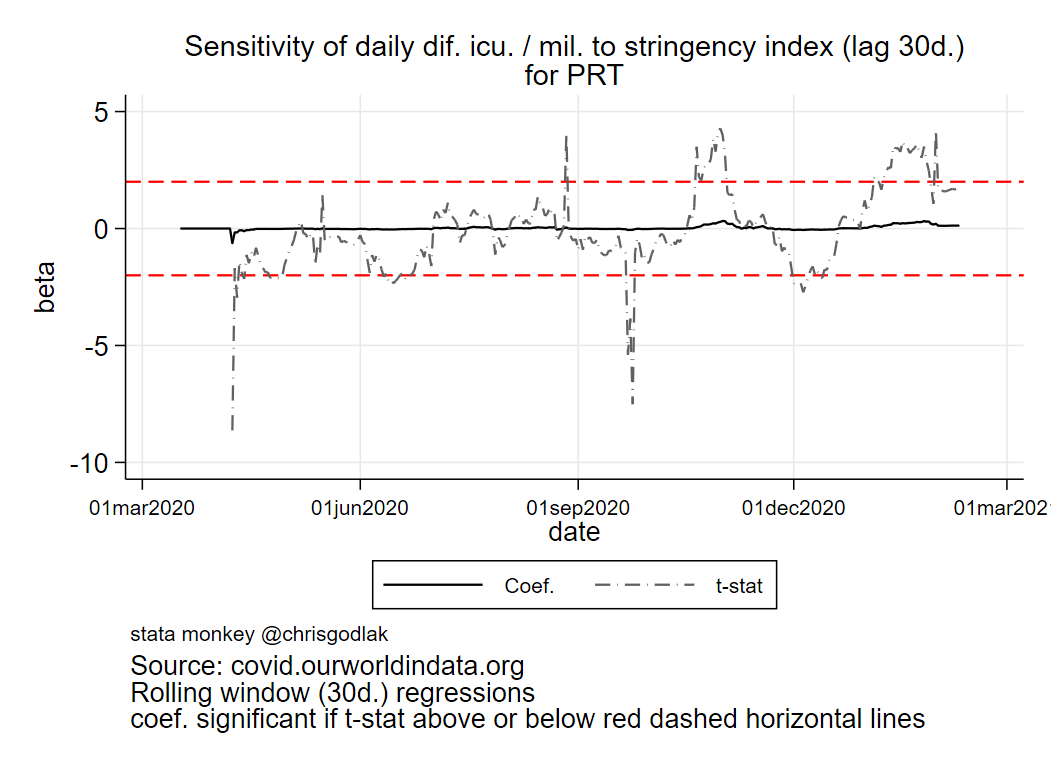 Sensitivity of daily dif. icu. / mil. to stringency index (lag 30d.)
for PRT
5
0
-5
-10
beta
01mar2020
01jun2020
01sep2020
01dec2020
01mar202
date
Coef.
t-stat
stata monkey @chrisgodlak
Source: covid.ourworldindata.org
Rolling window (30d.) regressions
coef. significant if t-stat above or below red dashed horizontal lines